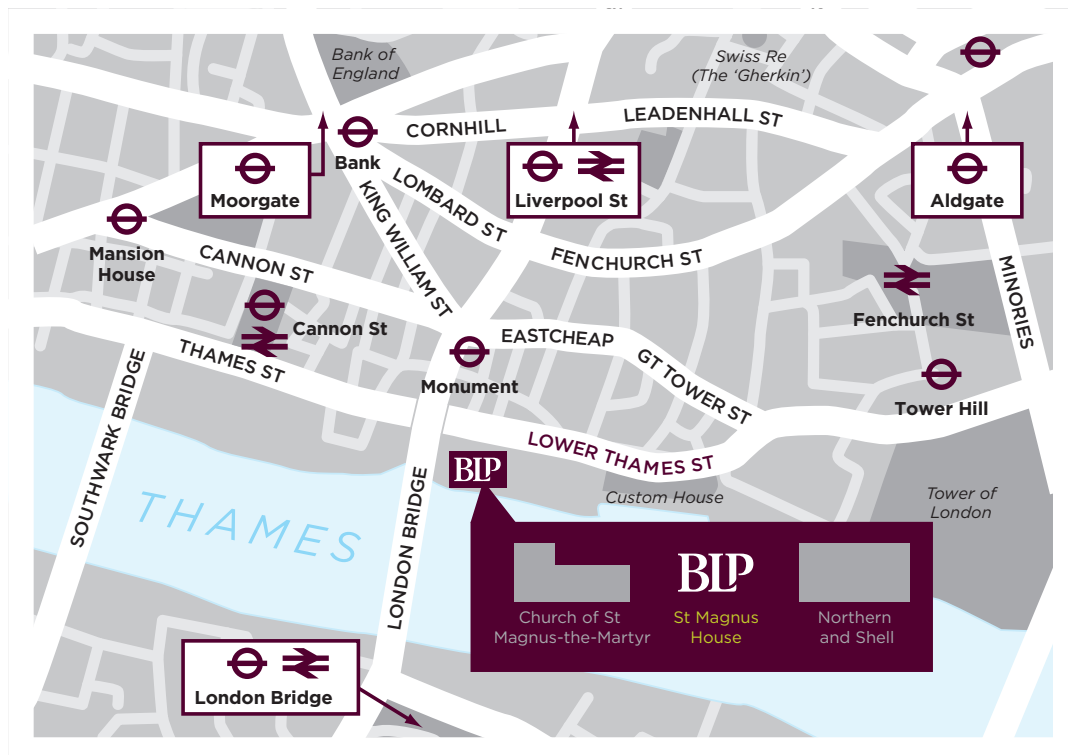 Bank of
England
Swiss Re
(The ‘Gherkin’)
CORNHILL
LEADENHALL ST
Bank
Moorgate
LOMBARD ST
KING WILLIAM ST
Liverpool St
Aldgate
Mansion
House
CANNON ST
FENCHURCH ST
MINORIES
Cannon St
Fenchurch St
EASTCHEAP
THAMES ST
GT TOWER ST
Monument
Tower Hill
SOUTHWARK BRIDGE
LOWER THAMES ST
BLP
Custom House
Tower of
London
THAMES
LONDON BRIDGE
BLP
Church of St
Magnus-the-Martyr
St Magnus
House
Northern
and Shell
London Bridge